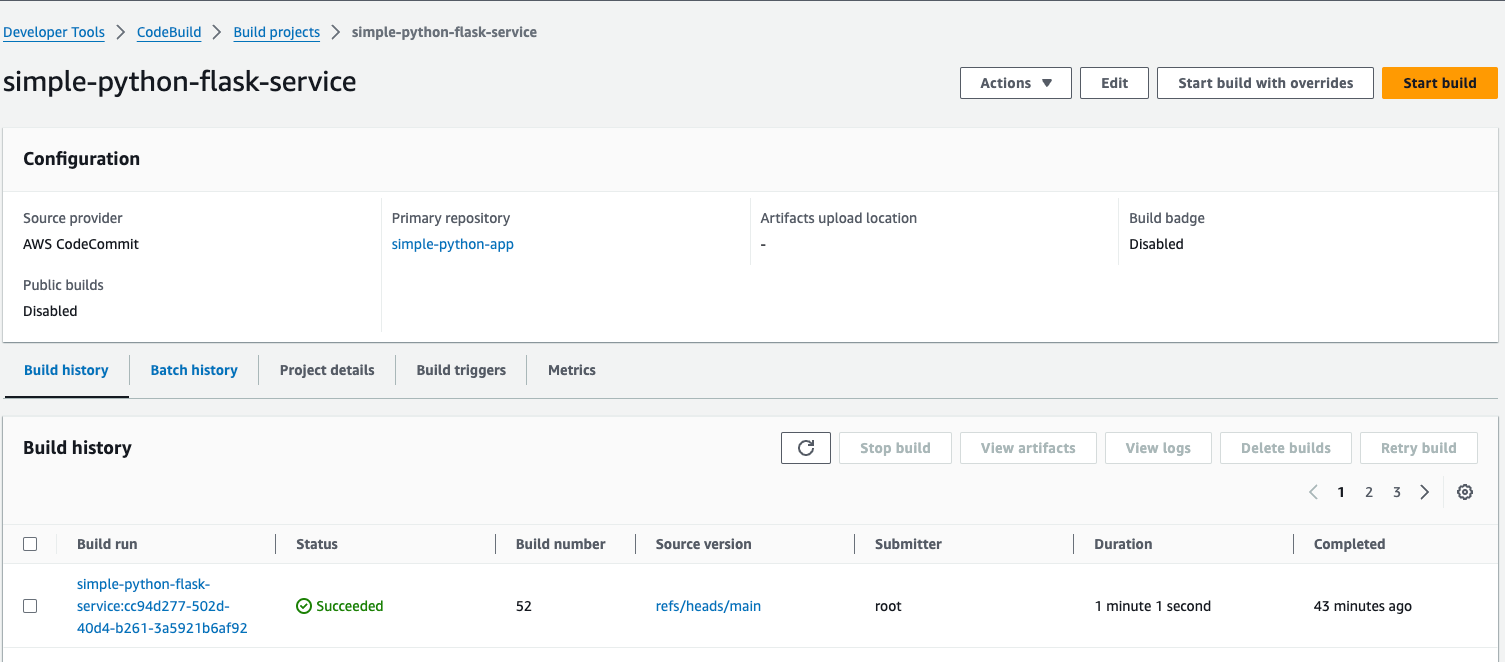 Developer Tools > CodeBuild > Build projects > simple-python-flask-service
simple-python-flask-service
Actions ▼ Edit Start build with overrides Start build
Configuration
Source provider Primary repository Artifacts upload location Build badge
AWS CodeCommit simple-python-app - Disabled
Public builds
Disabled
Build history Batch history Project details Build triggers Metrics
Build history Stop build View artifacts View logs Delete builds Retry build
< 1 2 3 >
Build run Status Build number Source version Submitter Duration Completed
simple-python-flask-
service:cc94d277-502d- Succeeded 52 refs/heads/main root 1 minute 1 second 43 minutes ago
40d4-b261-3a5921b6af92